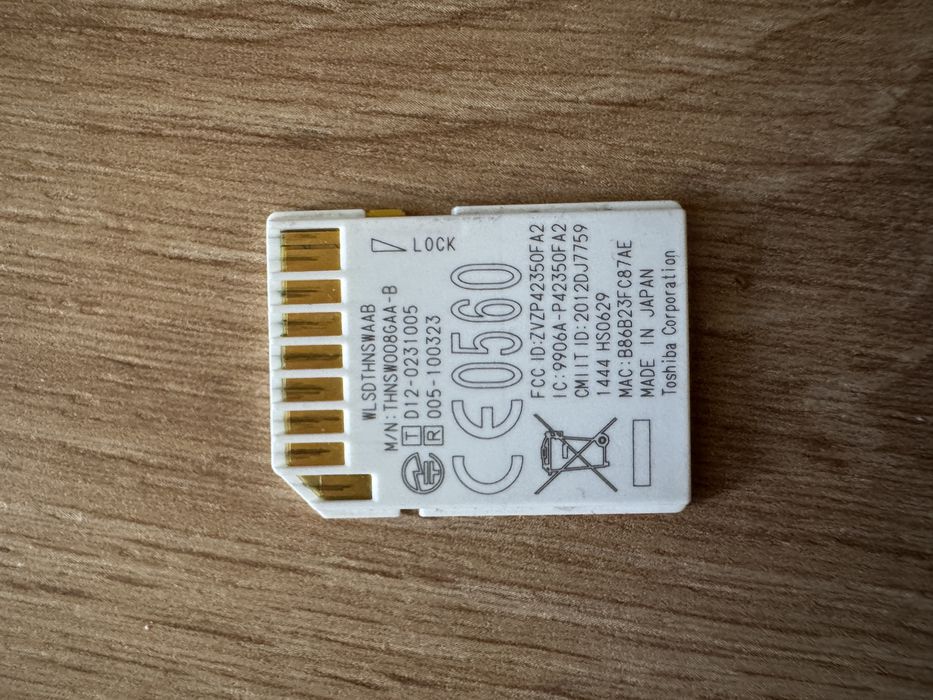 LOCK
WLSDTHNSWAAB
M/N:THNSW008GAA-B
T D12-0231005
R 005-100323
CE0560
FCC ID:ZVZP42350FA2
IC:9906A-P42350FA2
CMIIT ID:2012DJ7759
1444 HS0629
MAC:B86B23FC87AE
MADE IN JAPAN
Toshiba Corporation